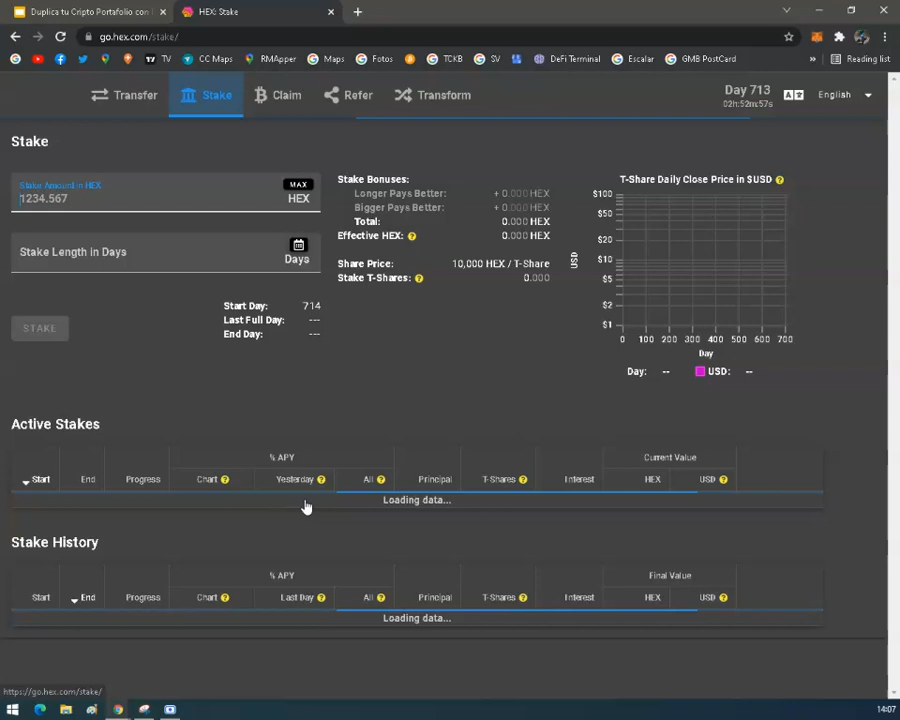 Duplica tu Cripto Portafolio con
HEX: Stake
go.hex.com/stake/
TV
CC Maps
RMApper
Maps
Fotos
TCKB
SV
DeFi Terminal
Escalar
GMB PostCard
»
Reading list
Transfer
Stake
Claim
Refer
Transform
Day 713
02h:52m:57s
English
Stake
Stake Amount in HEX
1234.567
MAX
HEX
Stake Length in Days
Days
STAKE
Start Day: 714
Last Full Day: ---
End Day: ---
Stake Bonuses:
Longer Pays Better: + 0.000 HEX
Bigger Pays Better: + 0.000 HEX
Total: 0.000 HEX
Effective HEX: ? 0.000 HEX
Share Price: 10,000 HEX / T-Share
Stake T-Shares: ? 0.000
T-Share Daily Close Price in $USD ?
$100
$50
$20
$10
$5
$2
$1
USD
0 100 200 300 400 500 600 700
Day
Day: -- USD: --
Active Stakes
% APY
Current Value
Start End Progress Chart ? Yesterday ? All ? Principal T-Shares ? Interest HEX USD ?
Loading data...
Stake History
% APY
Final Value
Start End Progress Chart ? Last Day ? All ? Principal T-Shares ? Interest HEX USD ?
Loading data...
https://go.hex.com/stake/
14:07